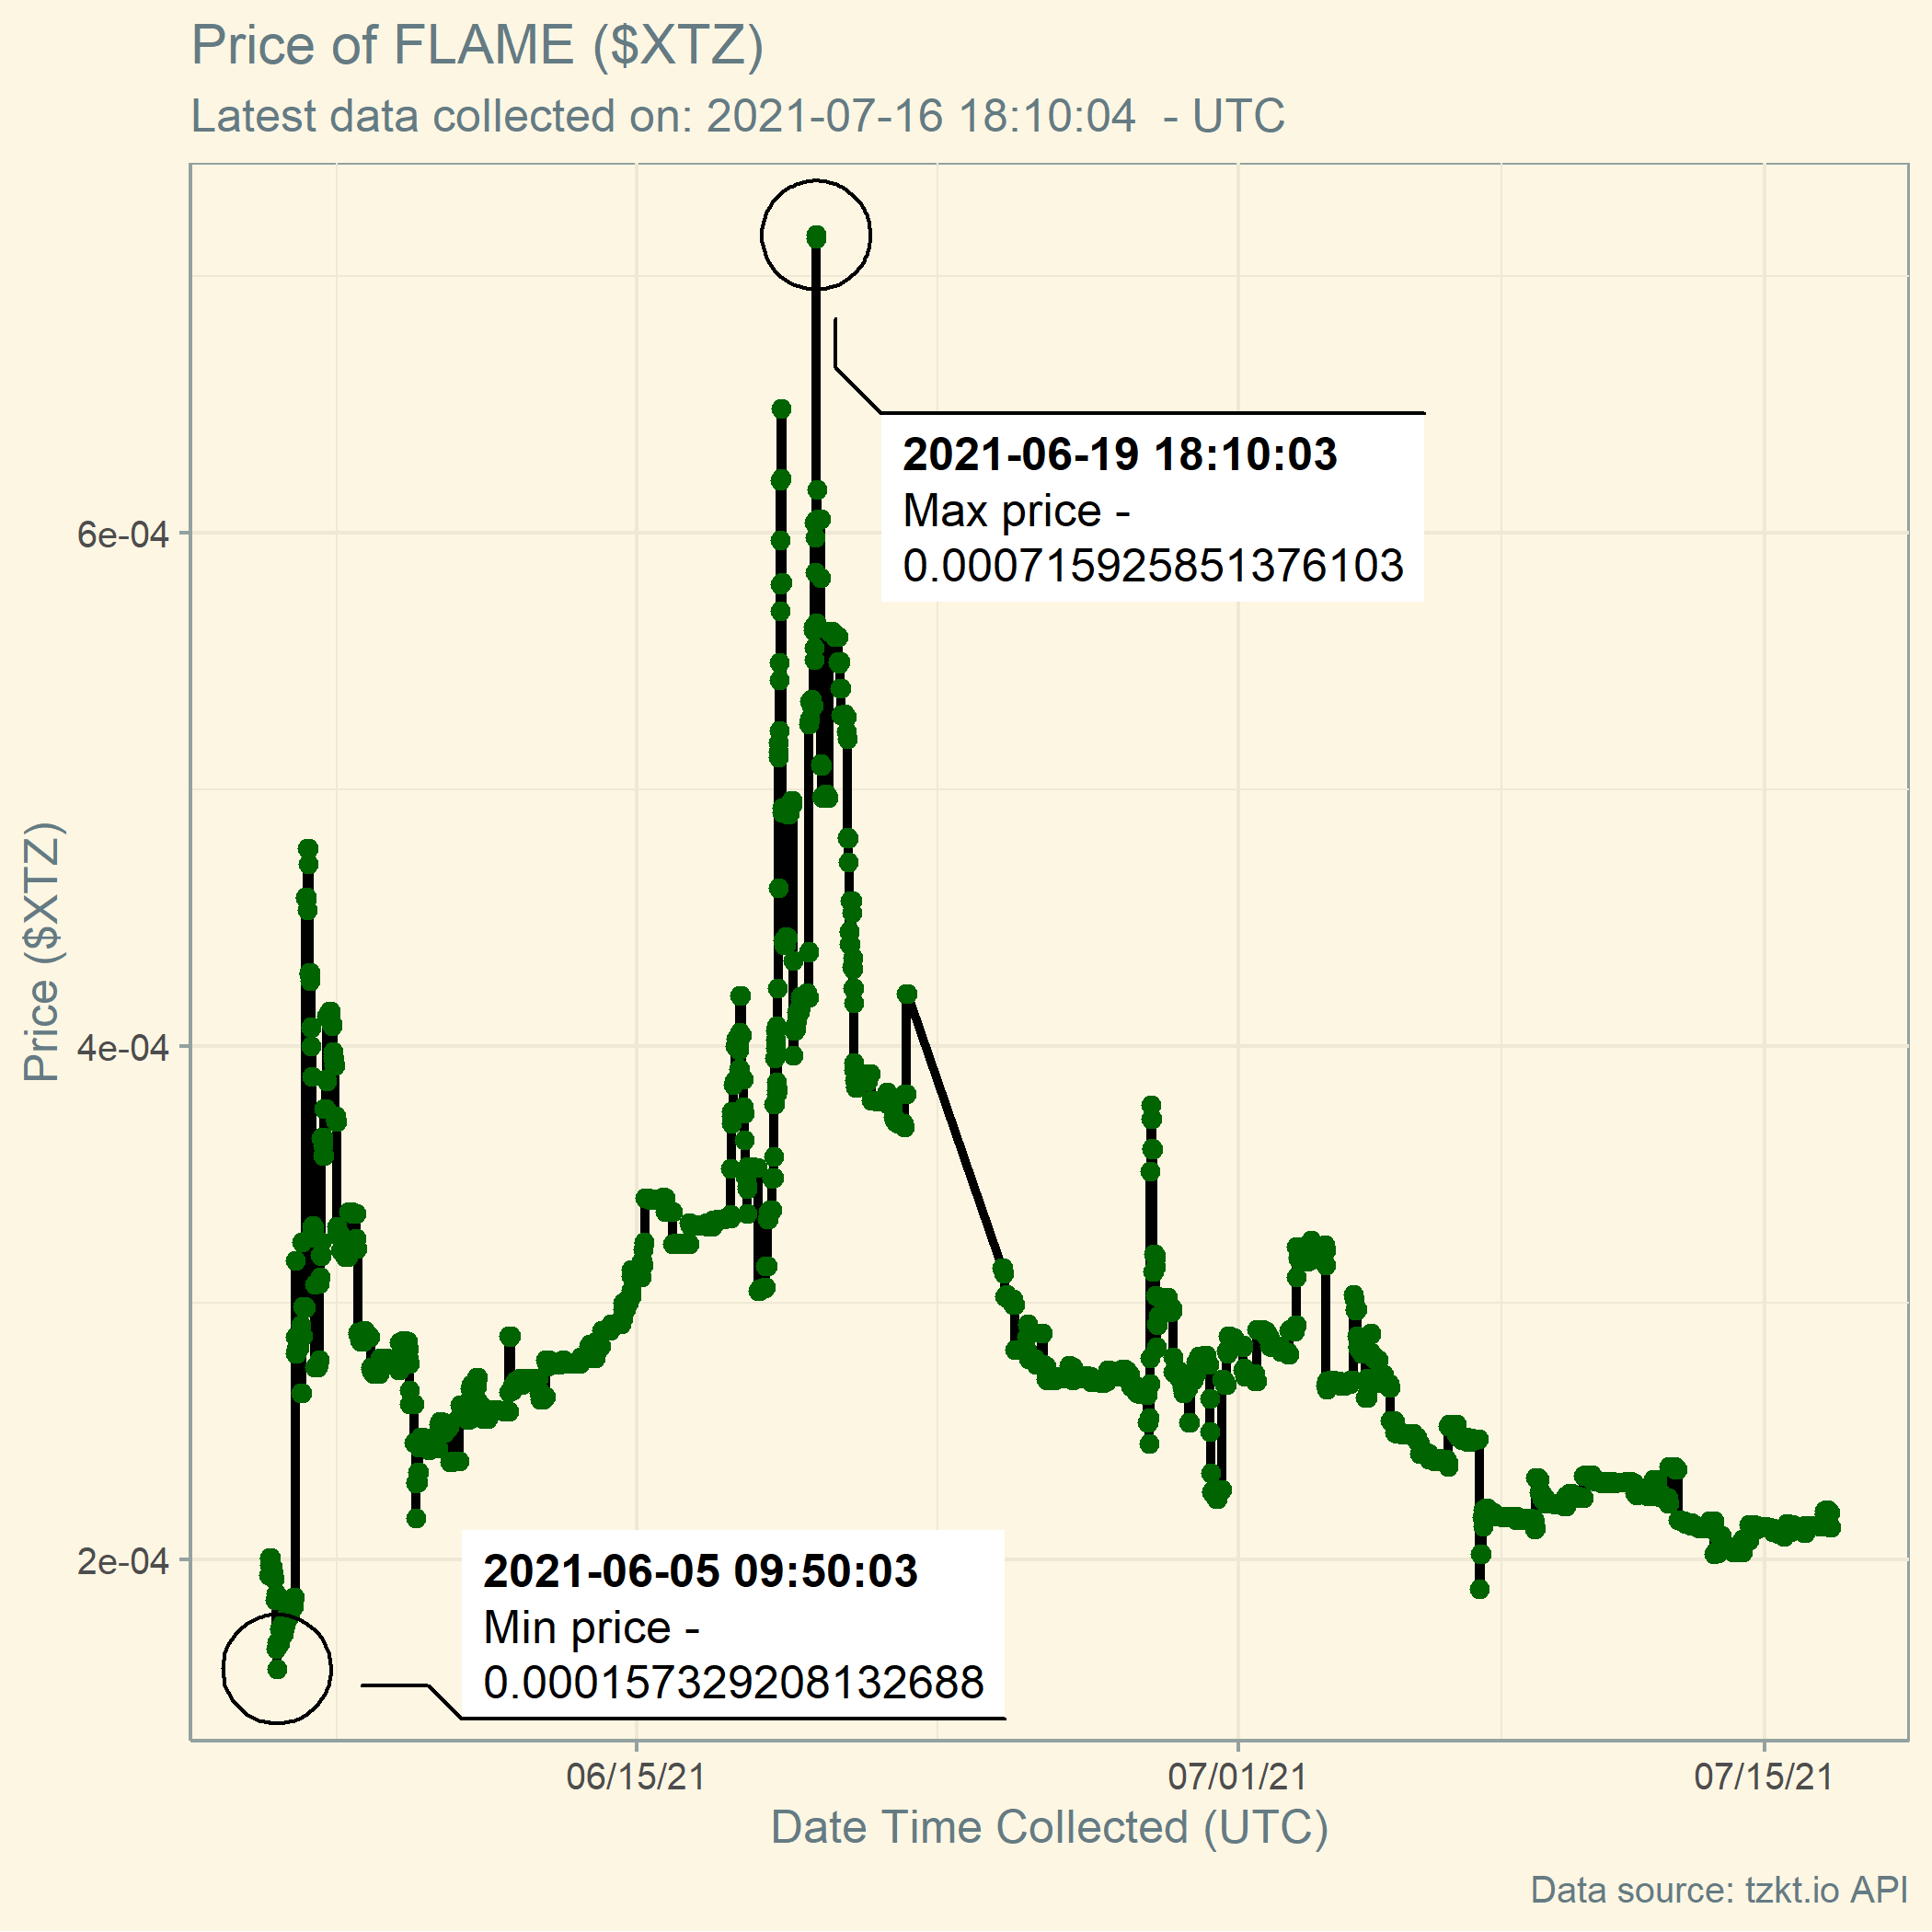 Price of FLAME ($XTZ)
Latest data collected on: 2021-07-16 18:10:04  - UTC
2021-06-19 18:10:03
Max price -
0.000715925851376103
6e-04
Price ($XTZ)
4e-04
2e-04
2021-06-05 09:50:03
Min price -
0.000157329208132688
06/15/21
07/01/21
07/15/21
Date Time Collected (UTC)
Data source: tzkt.io API